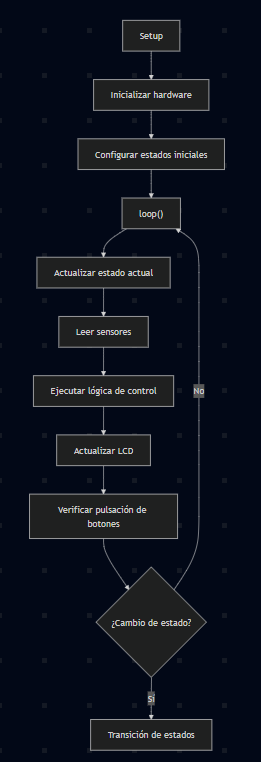 Setup
Inicializar hardware
Configurar estados iniciales
loop()
Actualizar estado actual
Leer sensores
Ejecutar lógica de control
No
Actualizar LCD
Verificar pulsación de
botones
¿Cambio de estado?
Sí
Transición de estados